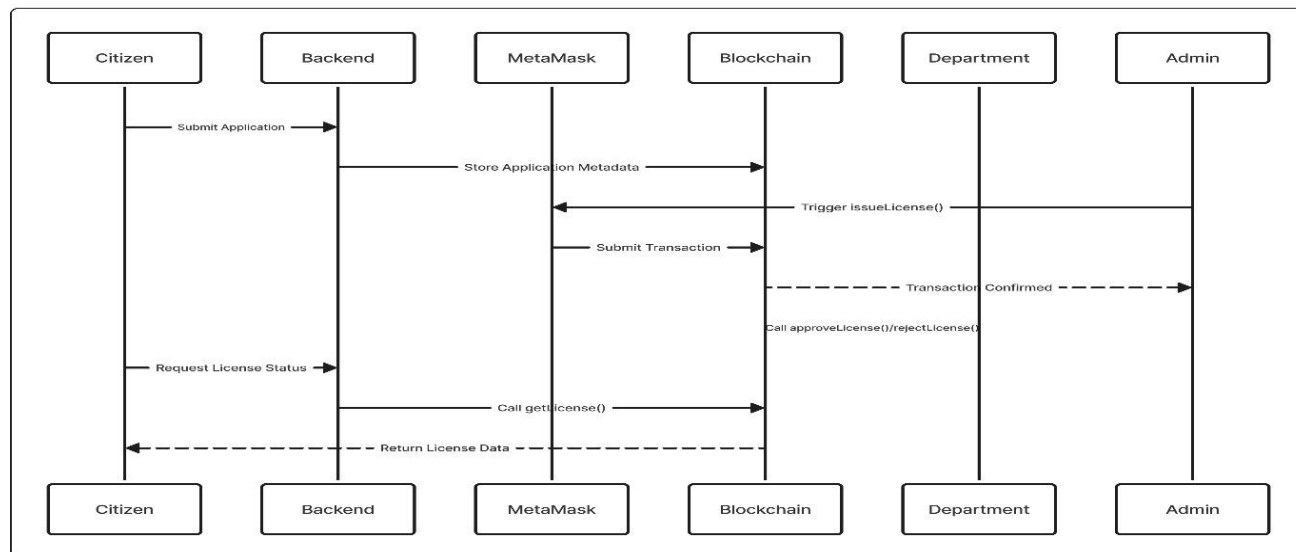 Citizen
Backend
MetaMask
Blockchain
Department
Admin
Submit Application
Store Application Metadata
Trigger issueLicense()
Submit Transaction
Transaction Confirmed
Call approveLicense()/rejectLicense()
Request License Status
Call getLicense()
Return License Data
Citizen
Backend
MetaMask
Blockchain
Department
Admin